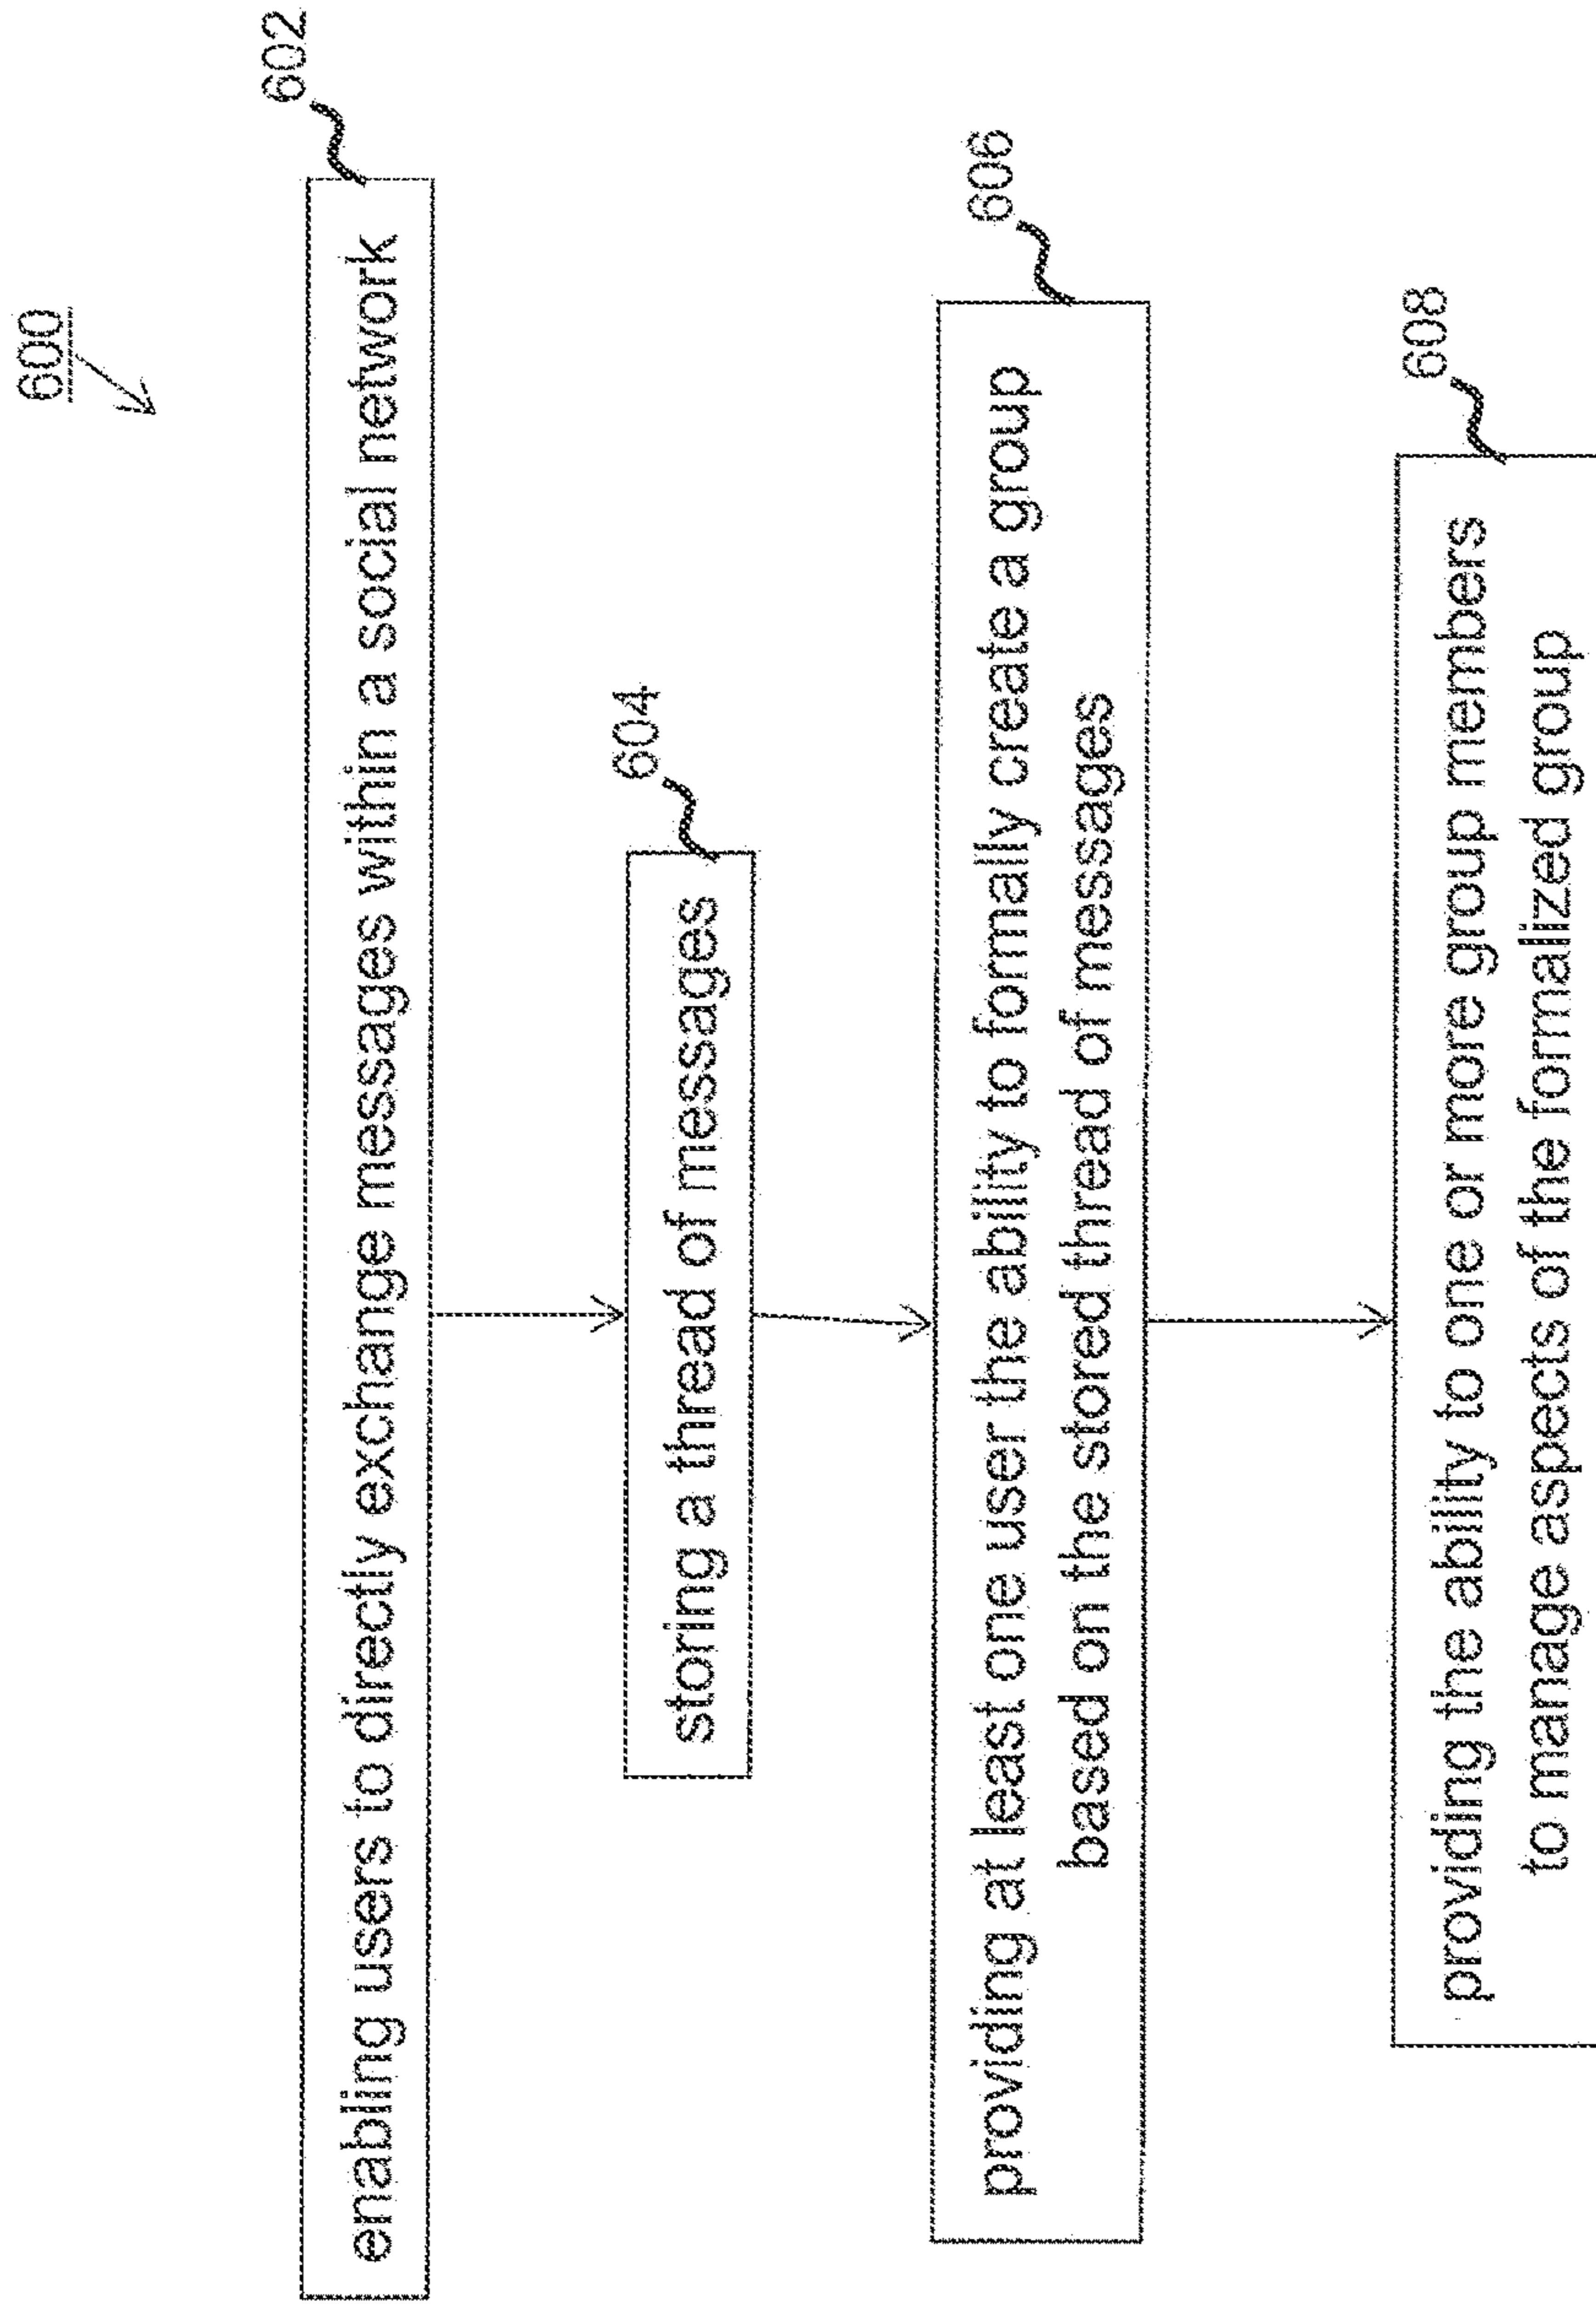 600
602
enabling users to directly exchange messages within a social network
604
storing a thread of messages
606
providing at least one user the ability to formally create a group
based on the stored thread of messages
608
providing the ability to one or more group members
to manage aspects of the formalized group